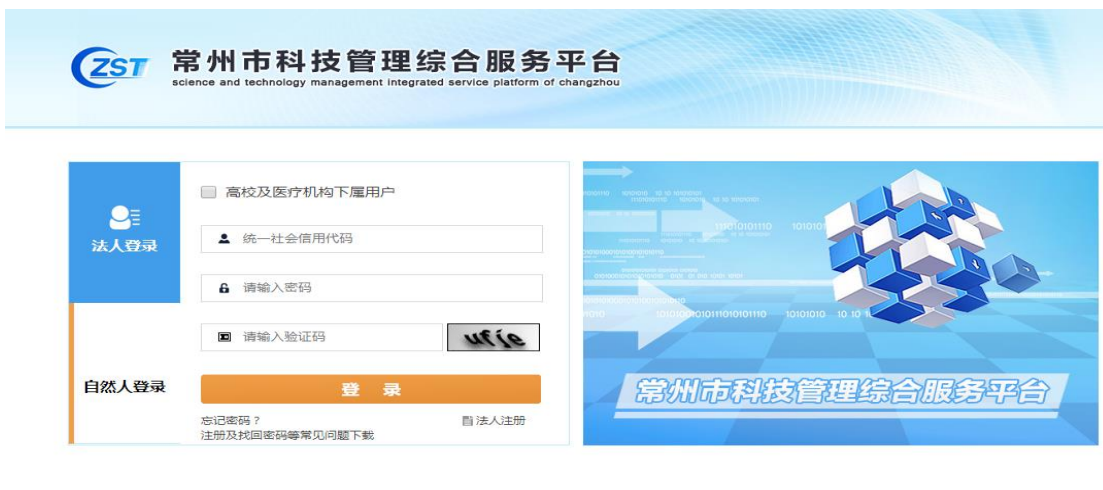 CZST
常州市科技管理综合服务平台
science and technology management integrated service platform of changzhou
法人登录
高校及医疗机构下属用户
统一社会信用代码
请输入密码
请输入验证码
ufje
自然人登录
登 录
忘记密码？
法人注册
注册及找回密码等常见问题下载
常州市科技管理综合服务平台